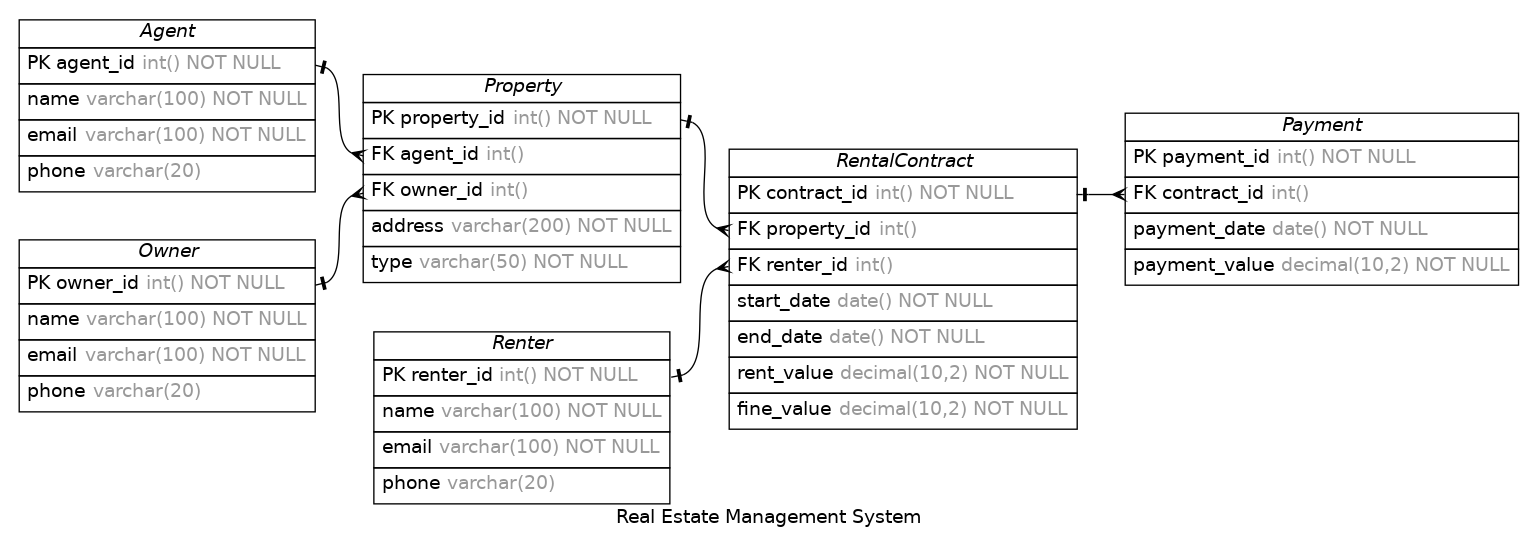 Agent
PK agent_id int() NOT NULL
name varchar(100) NOT NULL
email varchar(100) NOT NULL
phone varchar(20)
Owner
PK owner_id int() NOT NULL
name varchar(100) NOT NULL
email varchar(100) NOT NULL
phone varchar(20)
Property
PK property_id int() NOT NULL
FK agent_id int()
FK owner_id int()
address varchar(200) NOT NULL
type varchar(50) NOT NULL
Renter
PK renter_id int() NOT NULL
name varchar(100) NOT NULL
email varchar(100) NOT NULL
phone varchar(20)
RentalContract
PK contract_id int() NOT NULL
FK property_id int()
FK renter_id int()
start_date date() NOT NULL
end_date date() NOT NULL
rent_value decimal(10,2) NOT NULL
fine_value decimal(10,2) NOT NULL
Payment
PK payment_id int() NOT NULL
FK contract_id int()
payment_date date() NOT NULL
payment_value decimal(10,2) NOT NULL
Real Estate Management System